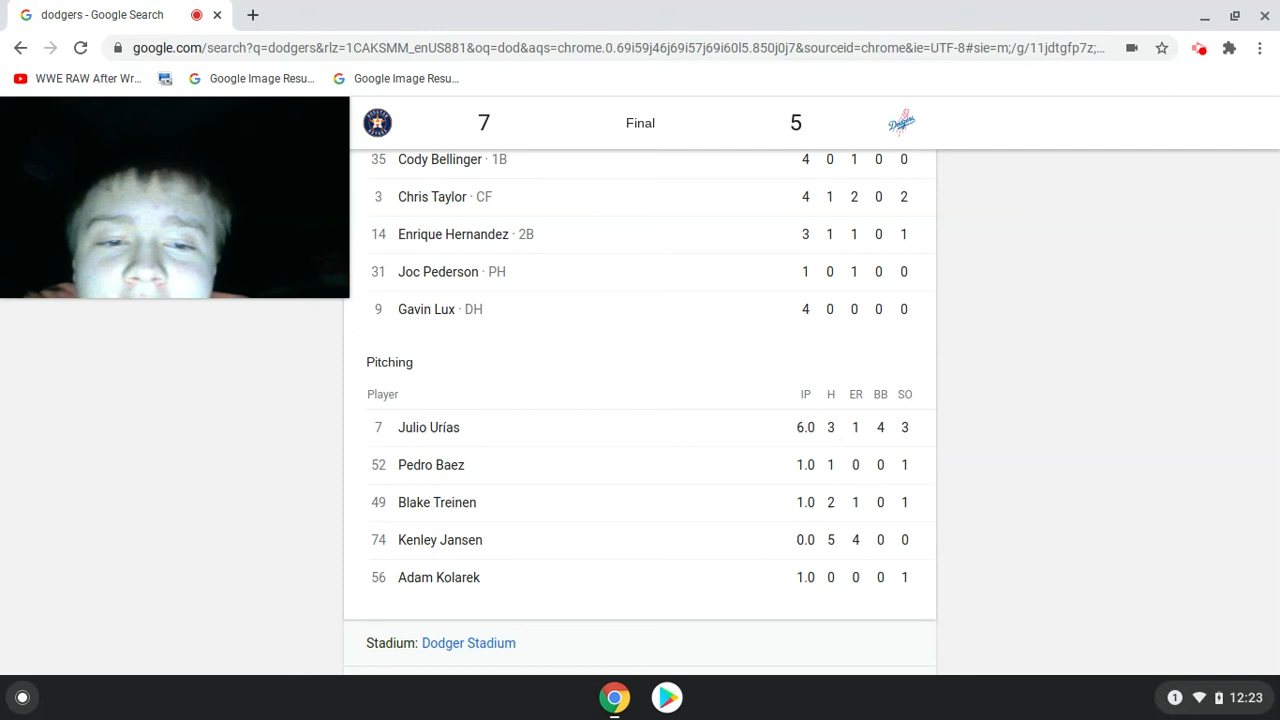 dodgers - Google Search
google.com/search?q=dodgers&rlz=1CAKSMM_enUS881&oq=dod&aqs=chrome.0.69i59j46j69i57j69i60l5.850j0j7&sourceid=chrome&ie=UTF-8#sie=m;/g/11jdtgfp7z;...
WWE RAW After Wr... Google Image Resu... Google Image Resu...
7 Final 5 Dodgers
35 Cody Bellinger · 1B 4 0 1 0 0
3 Chris Taylor · CF 4 1 2 0 2
14 Enrique Hernandez · 2B 3 1 1 0 1
31 Joc Pederson · PH 1 0 1 0 0
9 Gavin Lux · DH 4 0 0 0 0
Pitching
Player IP H ER BB SO
7 Julio Urías 6.0 3 1 4 3
52 Pedro Baez 1.0 1 0 0 1
49 Blake Treinen 1.0 2 1 0 1
74 Kenley Jansen 0.0 5 4 0 0
56 Adam Kolarek 1.0 0 0 0 1
Stadium: Dodger Stadium
1 12:23